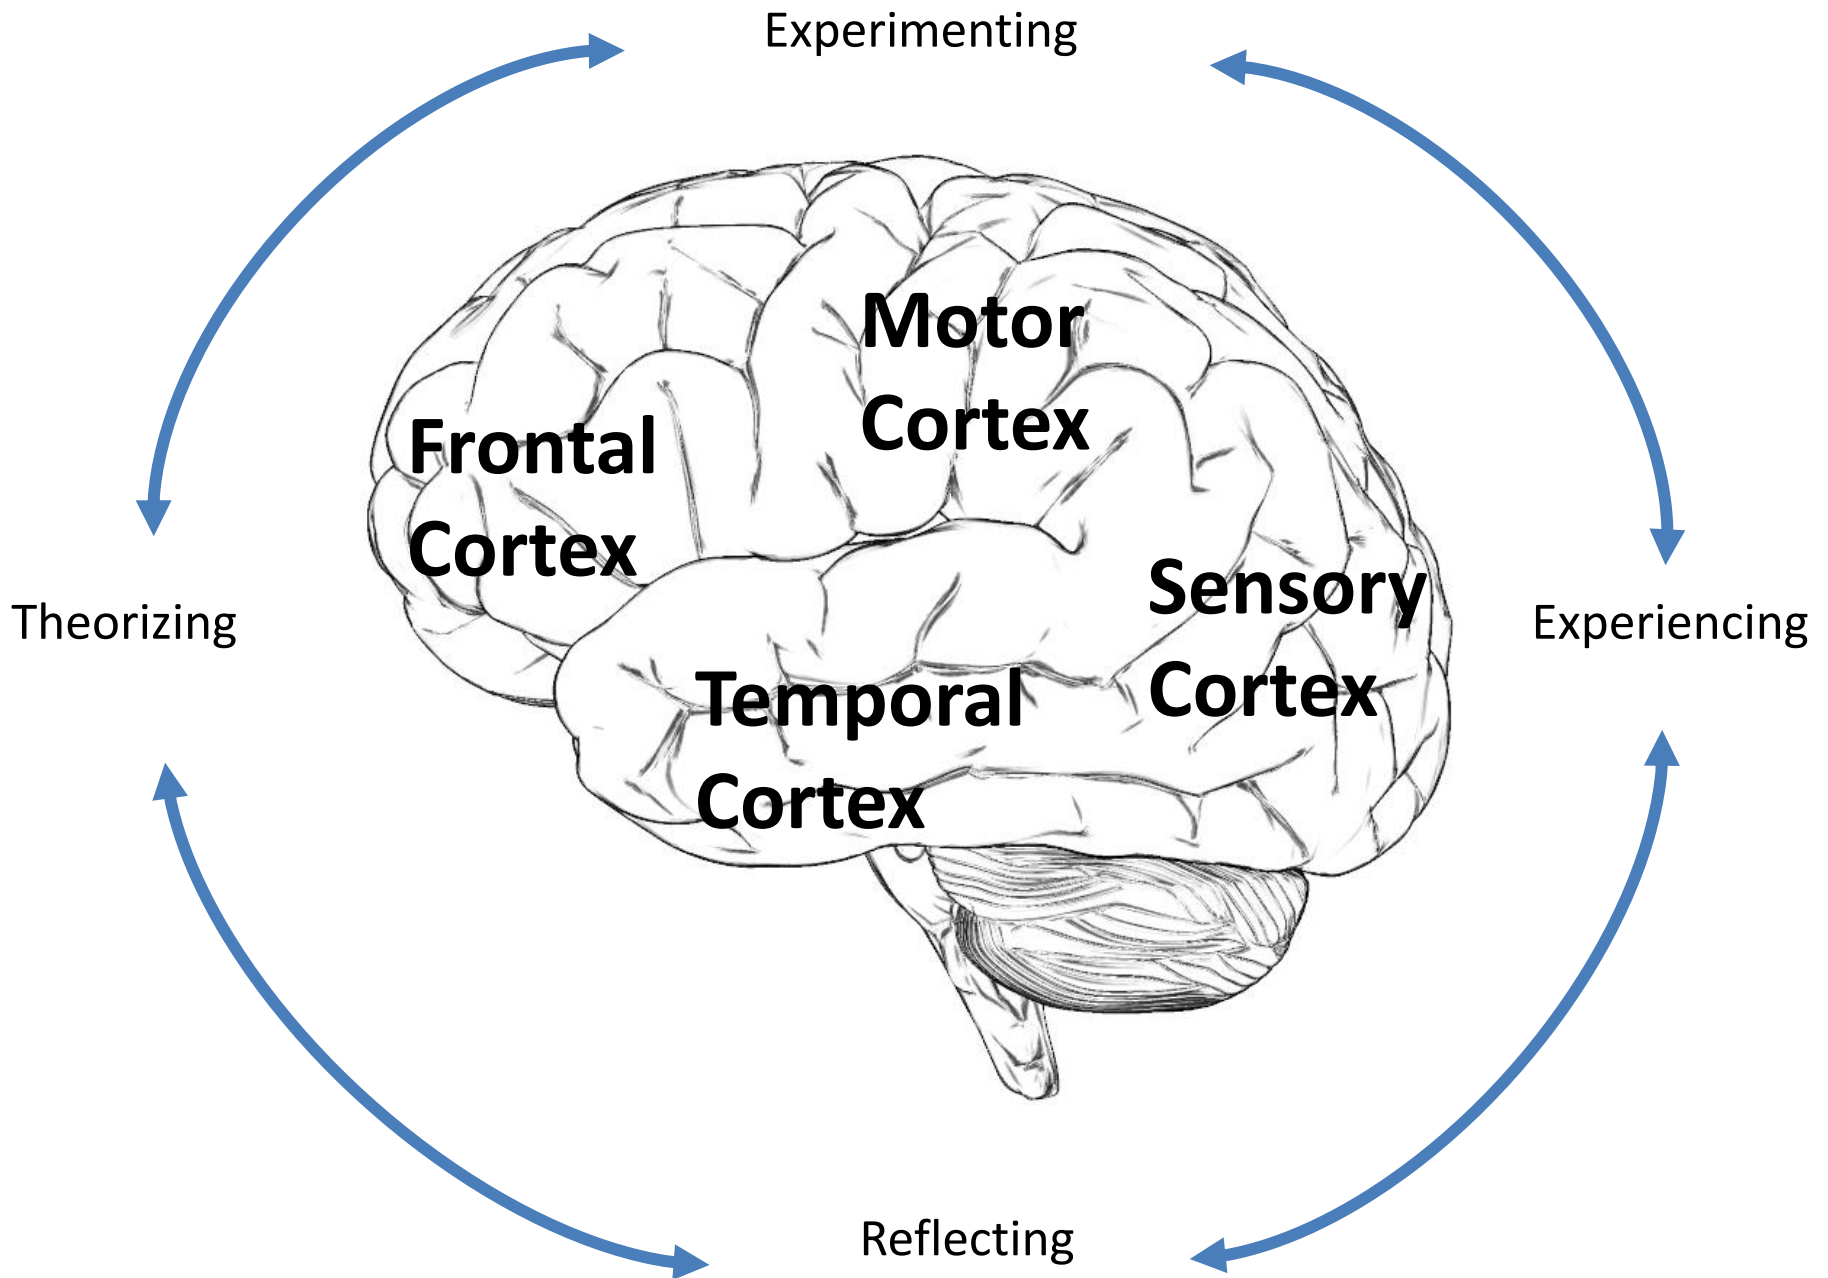 Experimenting
Motor
Cortex
Frontal
Cortex
Sensory
Cortex
Theorizing
Experiencing
Temporal
Cortex
Reflecting